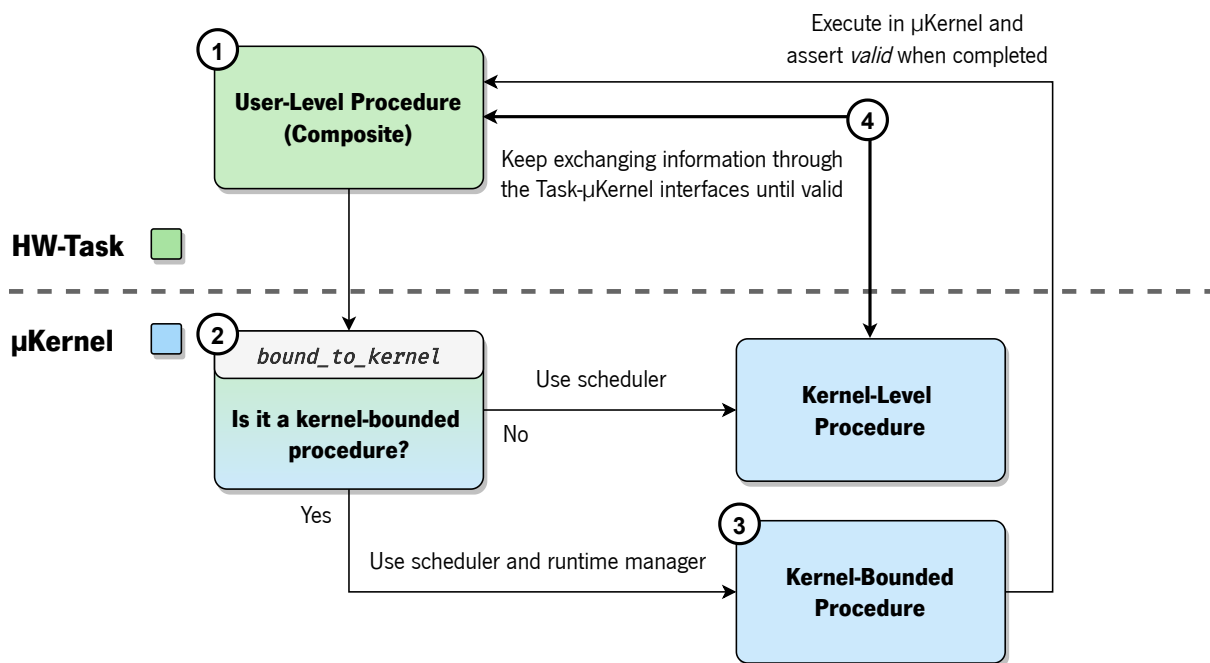 Execute in µKernel and
assert valid when completed
1
User-Level Procedure
(Composite)
4
Keep exchanging information through
the Task-µKernel interfaces until valid
HW-Task
µKernel
2
bound_to_kernel
Is it a kernel-bounded
procedure?
Use scheduler
No
Kernel-Level
Procedure
Yes
Use scheduler and runtime manager
3
Kernel-Bounded
Procedure